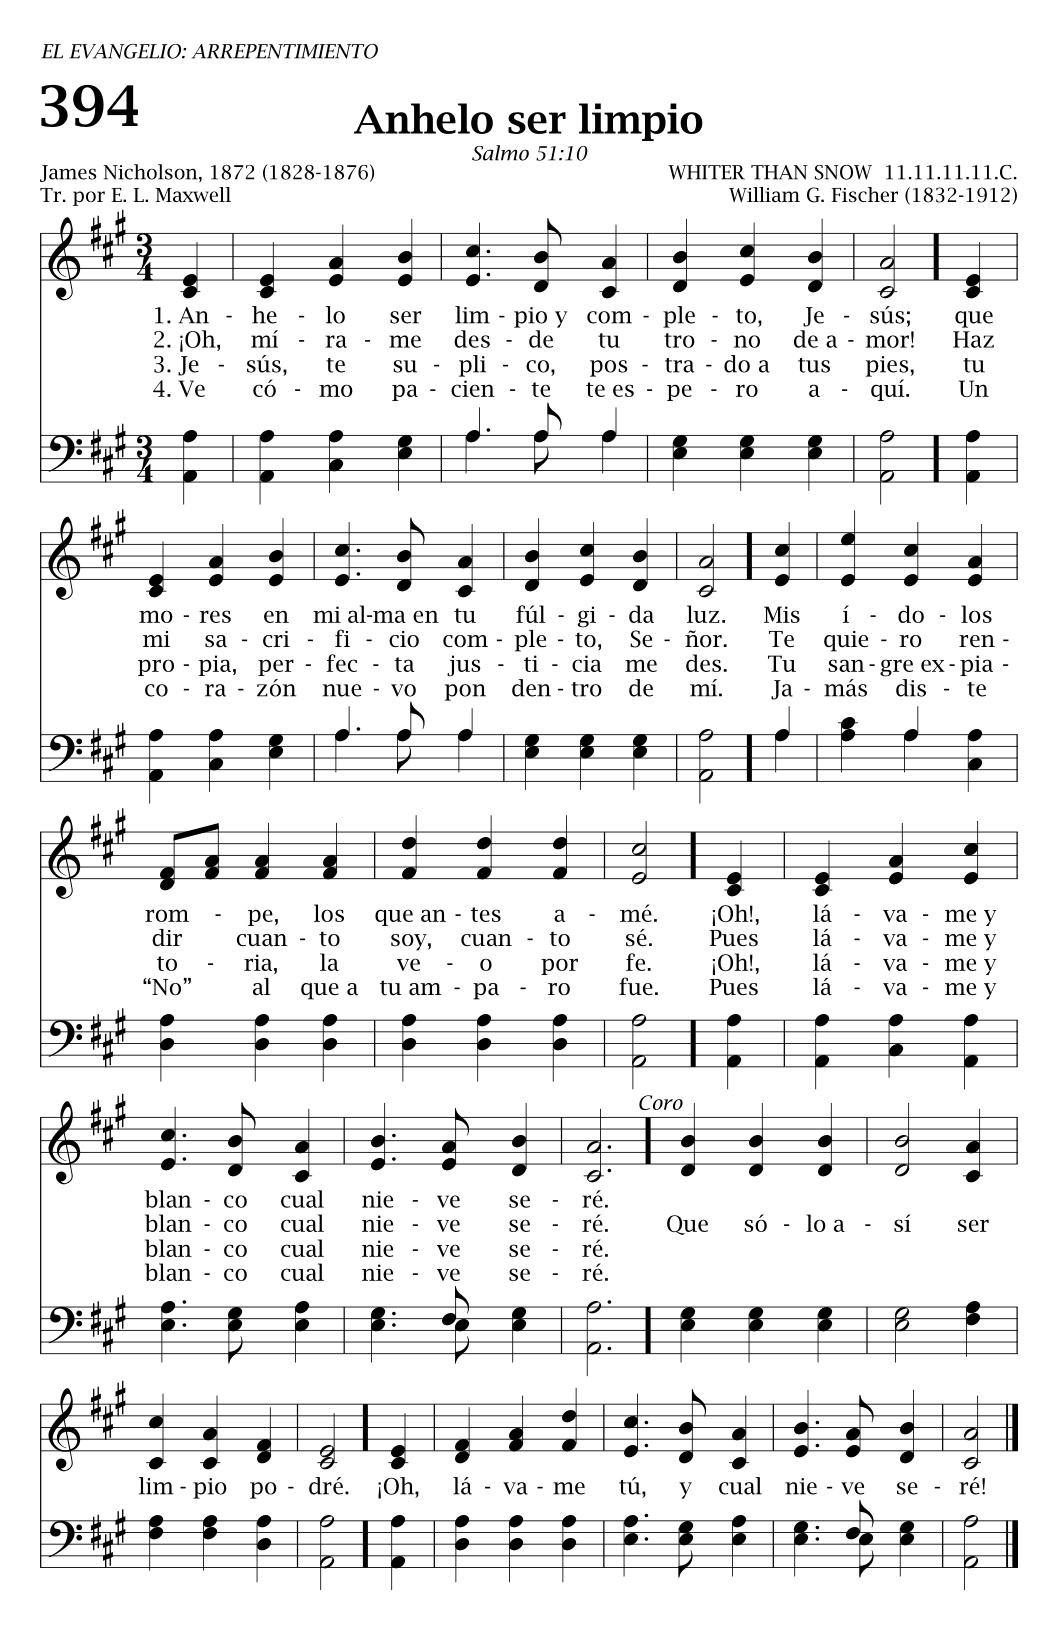 EL EVANGELIO: ARREPENTIMIENTO
394
Anhelo ser limpio
Salmo 51:10
James Nicholson, 1872 (1828-1876)
WHITER THAN SNOW 11.11.11.11.C.
Tr. por E. L. Maxwell
William G. Fischer (1832-1912)
3
4
1. An - he - lo ser lim - pio y com - ple - to, Je - sús; que
2. ¡Oh, mí - ra - me des - de tu tro - no de a - mor! Haz
3. Je - sús, te su - pli - co, pos - tra - do a tus pies, tu
4. Ve có - mo pa - cien - te te es - pe - ro a - quí. Un
3
4
mo - res en mi al-ma en tu fúl - gi - da luz. Mis í - do - los
mi sa - cri - fi - cio com - ple - to, Se - ñor. Te quie - ro ren -
pro - pia, per - fec - ta jus - ti - cia me des. Tu san - gre ex - pia -
co - ra - zón nue - vo pon den - tro de mí. Ja - más dis - te
rom - pe, los que an - tes a - mé. ¡Oh!, lá - va - me y
dir cuan - to soy, cuan - to sé. Pues lá - va - me y
to - ria, la ve - o por fe. ¡Oh!, lá - va - me y
“No” al que a tu am - pa - ro fue. Pues lá - va - me y
Coro
blan - co cual nie - ve se - ré.
blan - co cual nie - ve se - ré. Que só - lo a - sí ser
blan - co cual nie - ve se - ré.
blan - co cual nie - ve se - ré.
lim - pio po - dré. ¡Oh, lá - va - me tú, y cual nie - ve se - ré!